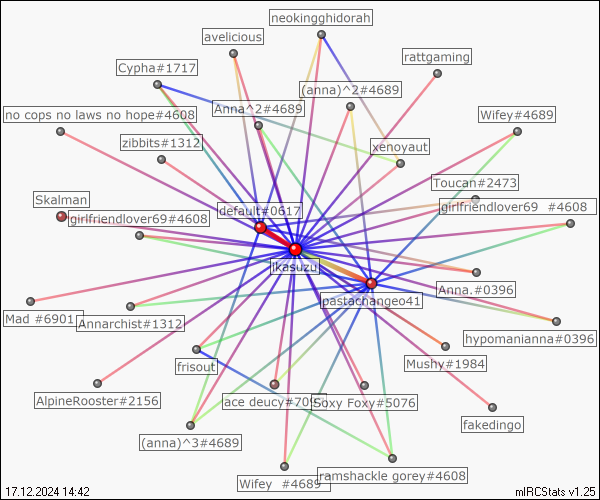 neokingghidorah
avelicious
rattgaming
Cypha#1717
(anna)^2#4689
Anna^2#4689
no cops no laws no hope#4608
Wifey#4689
zibbits#1312
xenoyaut
Toucan#2473
Skalman
default#0617
girlfriendlover69 #4608
girlfriendlover69#4608
ikasuzu
Anna.#0396
pastachangeo41
Mad #6901
Annarchist#1312
hypomanianna#0396
frisout
Mushy#1984
AlpineRooster#2156
ace deucy#709
Soxy Foxy#5076
fakedingo
(anna)^3#4689
ramshackle gorey#4608
Wifey #4689
17.12.2024 14:42
mIRCStats v1.25